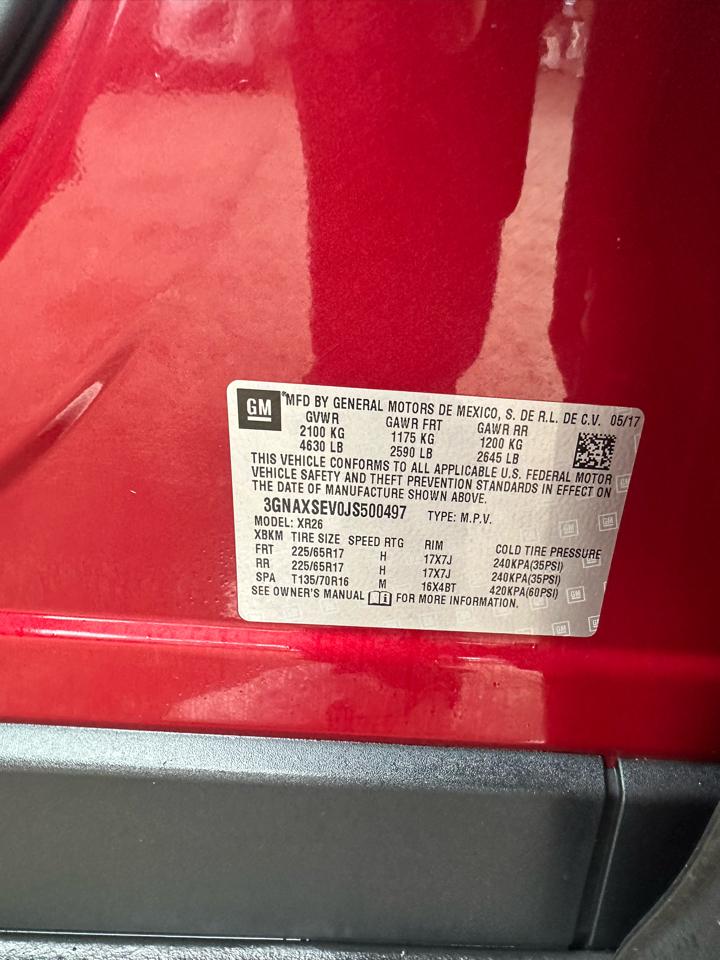 GM *MFD BY GENERAL MOTORS DE MEXICO, S. DE R.L. DE C.V. 05/17
GVWR GAWR FRT GAWR RR
2100 KG 1175 KG 1200 KG
4630 LB 2590 LB 2645 LB
THIS VEHICLE CONFORMS TO ALL APPLICABLE U.S. FEDERAL MOTOR
VEHICLE SAFETY AND THEFT PREVENTION STANDARDS IN EFFECT ON
THE DATE OF MANUFACTURE SHOWN ABOVE.
3GNAXSEV0JS500497 TYPE: M.P.V.
MODEL: XR26
XBKM TIRE SIZE SPEED RTG RIM COLD TIRE PRESSURE
FRT 225/65R17 H 17X7J 240KPA(35PSI)
RR 225/65R17 H 17X7J 240KPA(35PSI)
SPA T135/70R16 M 16X4BT 420KPA(60PSI)
SEE OWNER'S MANUAL i FOR MORE INFORMATION.